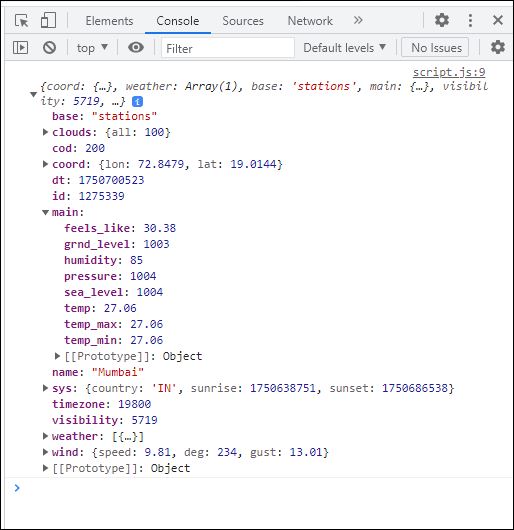 Elements Console Sources Network »
top ▼ Filter Default levels ▼ No Issues
script.js:9
▼ {coord: {…}, weather: Array(1), base: 'stations', main: {…}, visibil
ity: 5719, …} i
base: "stations"
▶ clouds: {all: 100}
cod: 200
▶ coord: {lon: 72.8479, lat: 19.0144}
dt: 1750700523
id: 1275339
▼ main:
feels_like: 30.38
grnd_level: 1003
humidity: 85
pressure: 1004
sea_level: 1004
temp: 27.06
temp_max: 27.06
temp_min: 27.06
▶ [[Prototype]]: Object
name: "Mumbai"
▶ sys: {country: 'IN', sunrise: 1750638751, sunset: 1750686538}
timezone: 19800
visibility: 5719
▶ weather: [{…}]
▶ wind: {speed: 9.81, deg: 234, gust: 13.01}
▶ [[Prototype]]: Object
>